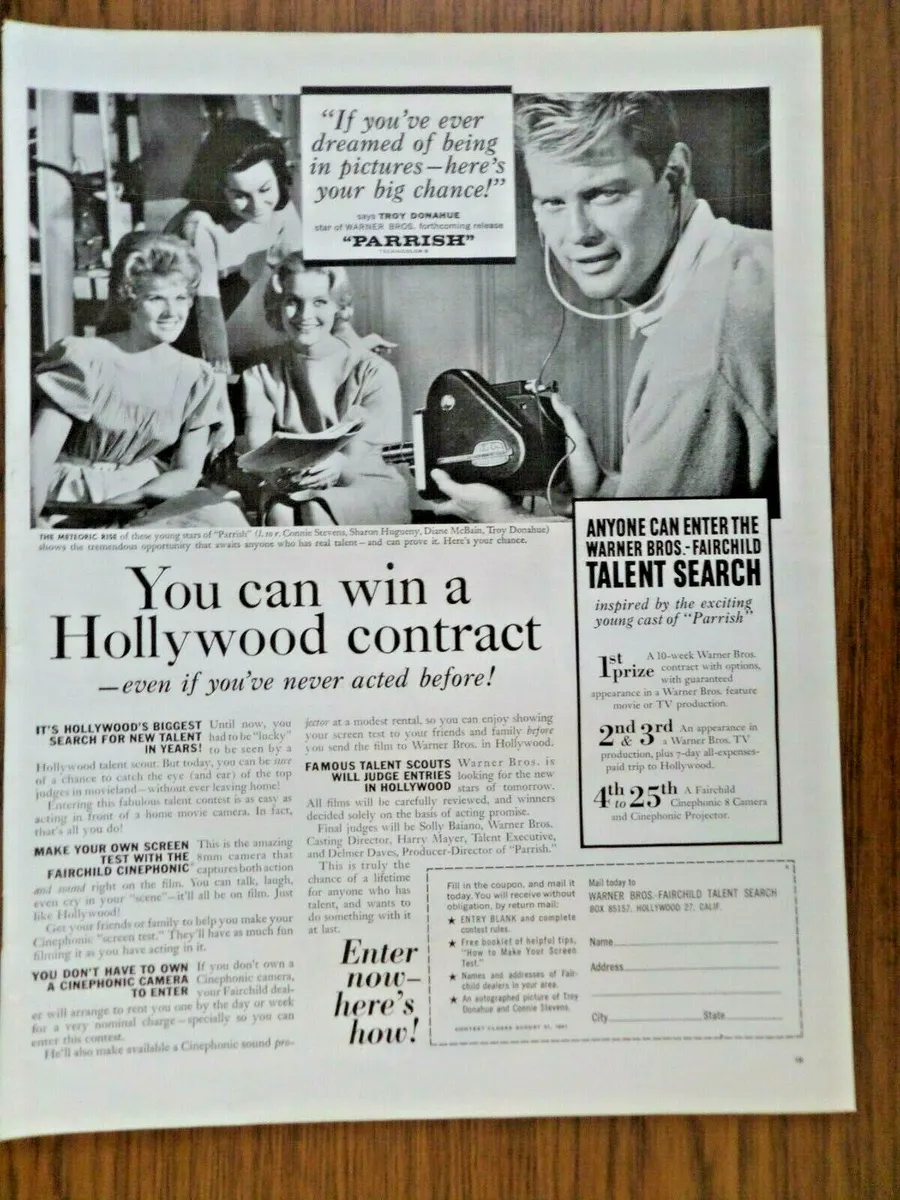 “If you’ve ever
dreamed of being
in pictures—here’s
your big chance!”
says TROY DONAHUE
star of WARNER BROS. forthcoming release
“PARRISH”
THE METEORIC RISE of these young stars of “Parrish” (l. to r. Connie Stevens, Sharon Hugueny, Diane McBain, Troy Donahue)
shows the tremendous opportunity that awaits anyone who has real talent—and can prove it. Here’s your chance.
You can win a
Hollywood contract
—even if you’ve never acted before!
IT’S HOLLYWOOD’S BIGGEST
SEARCH FOR NEW TALENT
IN YEARS!
Until now, you
had to be “lucky”
to be seen by a
Hollywood talent scout. But today, you can be sure
of a chance to catch the eye (and ear) of the top
judges in movieland—without ever leaving home!
Entering this fabulous talent contest is as easy as
acting in front of a home movie camera. In fact,
that’s all you do!
MAKE YOUR OWN SCREEN
TEST WITH THE
FAIRCHILD CINEPHONIC
This is the amazing
8mm camera that
captures both action
and sound right on the film. You can talk, laugh,
even cry in your “scene”—it’ll all be on film. Just
like Hollywood!
Get your friends or family to help you make your
Cinephonic “screen test.” They’ll have as much fun
filming it as you have acting in it.
YOU DON’T HAVE TO OWN
A CINEPHONIC CAMERA
TO ENTER
If you don’t own a
Cinephonic camera,
your Fairchild deal-
er will arrange to rent you one by the day or week
for a very nominal charge—specially so you can
enter this contest.
He’ll also make available a Cinephonic sound pro-
jector at a modest rental, so you can enjoy showing
your screen test to your friends and family before
you send the film to Warner Bros. in Hollywood.
FAMOUS TALENT SCOUTS
WILL JUDGE ENTRIES
IN HOLLYWOOD
Warner Bros. is
looking for the new
stars of tomorrow.
All films will be carefully reviewed, and winners
decided solely on the basis of acting promise.
Final judges will be Solly Baiano, Warner Bros.
Casting Director, Harry Mayer, Talent Executive,
and Delmer Daves, Producer-Director of “Parrish.”
This is truly the
chance of a lifetime
for anyone who has
talent, and wants to
do something with it
at last.
Enter
now—
here’s
how!
ANYONE CAN ENTER THE
WARNER BROS.-FAIRCHILD
TALENT SEARCH
inspired by the exciting
young cast of “Parrish”
1st prize
A 10-week Warner Bros.
contract with options,
with guaranteed
appearance in a Warner Bros. feature
movie or TV production.
2nd & 3rd
An appearance in
a Warner Bros. TV
production, plus 7-day all-expenses-
paid trip to Hollywood.
4th to 25th
A Fairchild
Cinephonic 8 Camera
and Cinephonic Projector.
Fill in the coupon, and mail it
today. You will receive without
obligation, by return mail:
★ ENTRY BLANK and complete
contest rules.
★ Free booklet of helpful tips,
“How to Make Your Screen
Test.”
★ Names and addresses of Fair-
child dealers in your area.
★ An autographed picture of Troy
Donahue and Connie Stevens.
CONTEST CLOSES AUGUST 31, 1961
Mail today to
WARNER BROS.-FAIRCHILD TALENT SEARCH
BOX 85157, HOLLYWOOD 27, CALIF.
Name
Address
City State